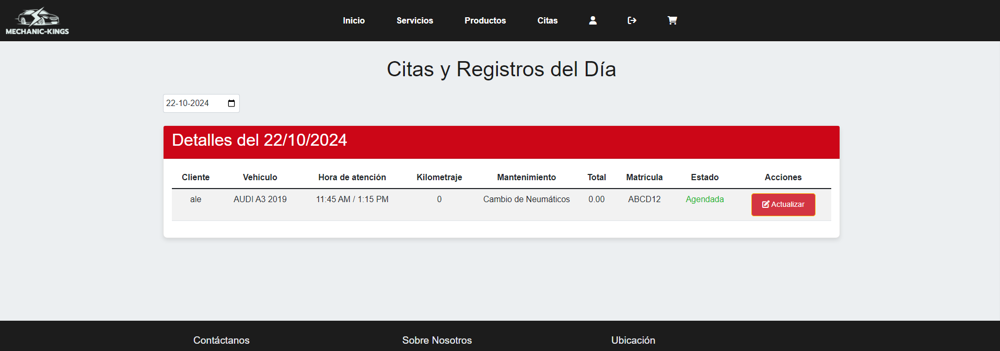 MECHANIC-KINGS
Inicio Servicios Productos Citas
Citas y Registros del Día
22-10-2024
Detalles del 22/10/2024
Cliente Vehículo Hora de atención Kilometraje Mantenimiento Total Matrícula Estado Acciones
ale AUDI A3 2019 11:45 AM / 1:15 PM 0 Cambio de Neumáticos 0.00 ABCD12 Agendada Actualizar
Contáctanos Sobre Nosotros Ubicación